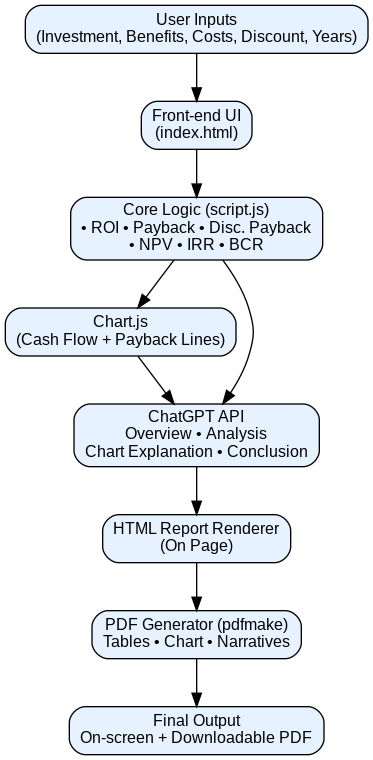 User Inputs
(Investment, Benefits, Costs, Discount, Years)
Front-end UI
(index.html)
Core Logic (script.js)
• ROI • Payback • Disc. Payback
• NPV • IRR • BCR
Chart.js
(Cash Flow + Payback Lines)
ChatGPT API
Overview • Analysis
Chart Explanation • Conclusion
HTML Report Renderer
(On Page)
PDF Generator (pdfmake)
Tables • Chart • Narratives
Final Output
On-screen + Downloadable PDF